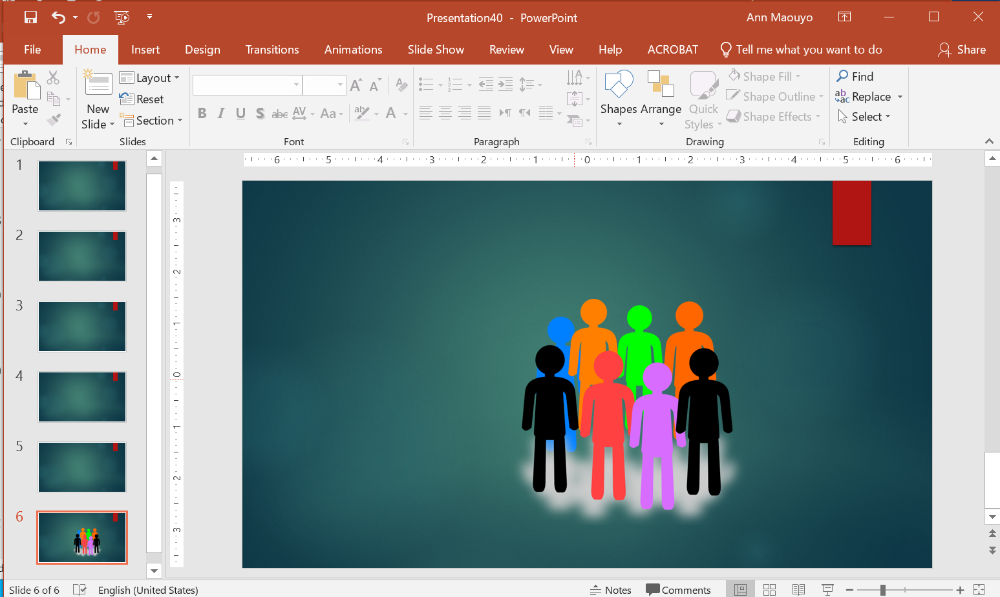 Presentation40 - PowerPoint
Ann Maouyo
File Home Insert Design Transitions Animations Slide Show Review View Help ACROBAT Tell me what you want to do Share
Paste
Clipboard
New
Slide
Layout
Reset
Section
Slides
B I U S abc AV Aa A
Font
Paragraph
Shapes
Arrange
Quick
Styles
Shape Fill
Shape Outline
Shape Effects
Drawing
Find
Replace
Select
Editing
6 5 4 3 2 1 0 1 2 3 4 5 6
3
2
1
0
1
2
3
1
2
3
4
5
6
Slide 6 of 6 English (United States) Notes Comments